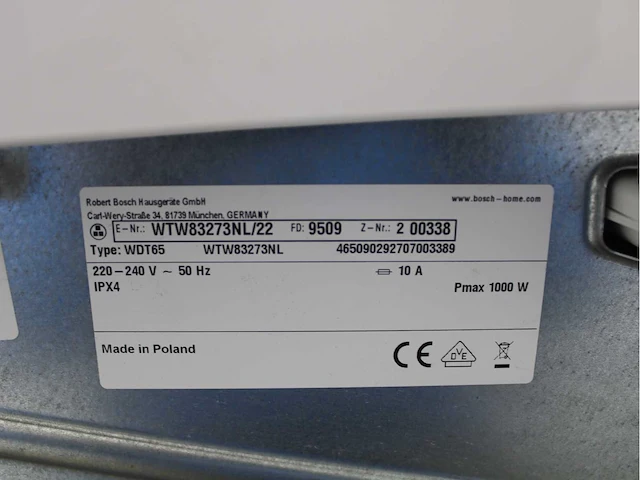 Robert Bosch Hausgeräte GmbH www.bosch-home.com
Carl-Wery-Straße 34, 81739 München, GERMANY
E-Nr.: WTW83273NL/22 FD: 9509 Z-Nr.: 2 00338
Type: WDT65 WTW83273NL 465090292707003389
220-240 V ~ 50 Hz 10 A
IPX4 Pmax 1000 W
Made in Poland CE DVE